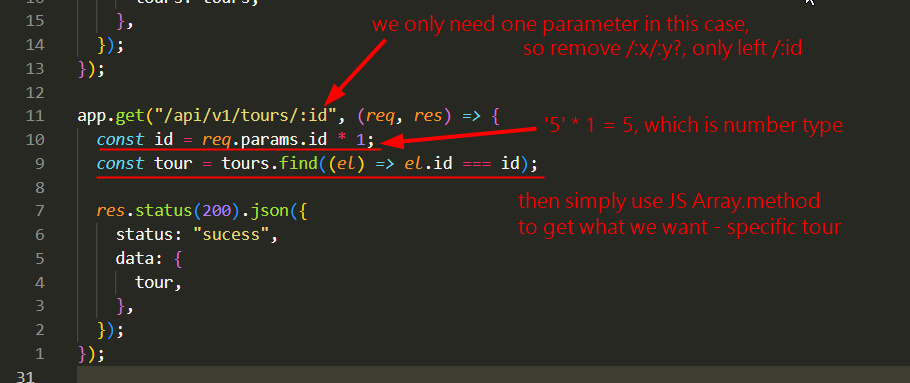 tours: tours,
15 },
14 });
13 });
we only need one parameter in this case,
so remove /:x/:y?, only left /:id
12
11 app.get("/api/v1/tours/:id", (req, res) => {
10 const id = req.params.id * 1;
'5' * 1 = 5, which is number type
9 const tour = tours.find((el) => el.id === id);
8
then simply use JS Array.method
to get what we want - specific tour
7 res.status(200).json({
6 status: "sucess",
5 data: {
4 tour,
3 },
2 });
1 });
31